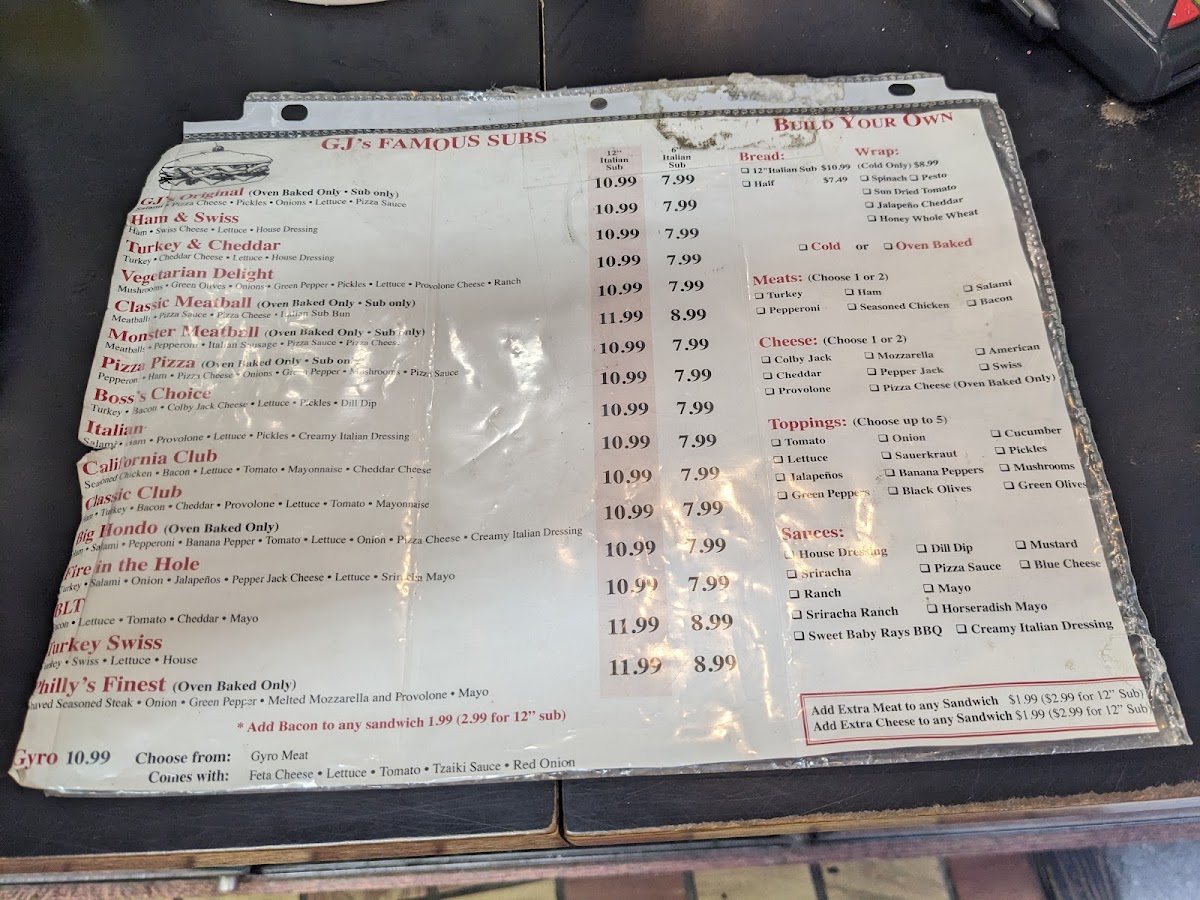 GJ's FAMOUS SUBS
12" Italian Sub
6" Italian Sub
GJ's Original (Oven Baked Only • Sub only) 10.99 7.99
Salami • Pizza Cheese • Pickles • Onions • Lettuce • Pizza Sauce
Ham & Swiss 10.99 7.99
Ham • Swiss Cheese • Lettuce • House Dressing
Turkey & Cheddar 10.99 7.99
Turkey • Cheddar Cheese • Lettuce • House Dressing
Vegetarian Delight 10.99 7.99
Mushrooms • Green Olives • Onions • Green Pepper • Pickles • Lettuce • Provolone Cheese • Ranch
Classic Meatball (Oven Baked Only • Sub only) 10.99 7.99
Meatballs • Pizza Sauce • Pizza Cheese • Italian Sub Bun
Monster Meatball (Oven Baked Only • Sub only) 11.99 8.99
Meatballs • Pepperoni • Italian Sausage • Pizza Sauce • Pizza Cheese
Pizza Pizza (Oven Baked Only • Sub only) 10.99 7.99
Pepperoni • Ham • Pizza Cheese • Onions • Green Pepper • Mushrooms • Pizza Sauce
Boss's Choice 10.99 7.99
Turkey • Bacon • Colby Jack Cheese • Lettuce • Pickles • Dill Dip
Italian 10.99 7.99
Salami • Ham • Provolone • Lettuce • Pickles • Creamy Italian Dressing
California Club 10.99 7.99
Seasoned Chicken • Bacon • Lettuce • Tomato • Mayonnaise • Cheddar Cheese
Classic Club 10.99 7.99
Ham • Turkey • Bacon • Cheddar • Provolone • Lettuce • Tomato • Mayonnaise
Big Hondo (Oven Baked Only) 10.99 7.99
Ham • Salami • Pepperoni • Banana Pepper • Tomato • Lettuce • Onion • Pizza Cheese • Creamy Italian Dressing
Fire in the Hole 10.99 7.99
Turkey • Salami • Onion • Jalapeños • Pepper Jack Cheese • Lettuce • Sriracha Mayo
BLT 10.99 7.99
Bacon • Lettuce • Tomato • Cheddar • Mayo
Turkey Swiss 11.99 8.99
Turkey • Swiss • Lettuce • House
Philly's Finest (Oven Baked Only) 11.99 8.99
Shaved Seasoned Steak • Onion • Green Pepper • Melted Mozzarella and Provolone • Mayo
* Add Bacon to any sandwich 1.99 (2.99 for 12" sub)
Gyro 10.99 Choose from: Gyro Meat
Comes with: Feta Cheese • Lettuce • Tomato • Tzaiki Sauce • Red Onion
BUILD YOUR OWN
Bread:
❑ 12"Italian Sub $10.99
❑ Half $7.49
Wrap:
(Cold Only) $8.99
❑ Spinach ❑ Pesto
❑ Sun Dried Tomato
❑ Jalapeño Cheddar
❑ Honey Whole Wheat
❑ Cold or ❑ Oven Baked
Meats: (Choose 1 or 2)
❑ Turkey ❑ Ham ❑ Salami
❑ Pepperoni ❑ Seasoned Chicken ❑ Bacon
Cheese: (Choose 1 or 2)
❑ Colby Jack ❑ Mozzarella ❑ American
❑ Cheddar ❑ Pepper Jack ❑ Swiss
❑ Provolone ❑ Pizza Cheese (Oven Baked Only)
Toppings: (Choose up to 5)
❑ Tomato ❑ Onion ❑ Cucumber
❑ Lettuce ❑ Sauerkraut ❑ Pickles
❑ Jalapeños ❑ Banana Peppers ❑ Mushrooms
❑ Green Peppers ❑ Black Olives ❑ Green Olives
Sauces:
❑ House Dressing ❑ Dill Dip ❑ Mustard
❑ Sriracha ❑ Pizza Sauce ❑ Blue Cheese
❑ Ranch ❑ Mayo
❑ Sriracha Ranch ❑ Horseradish Mayo
❑ Sweet Baby Rays BBQ ❑ Creamy Italian Dressing
Add Extra Meat to any Sandwich $1.99 ($2.99 for 12" Sub)
Add Extra Cheese to any Sandwich $1.99 ($2.99 for 12" Sub)